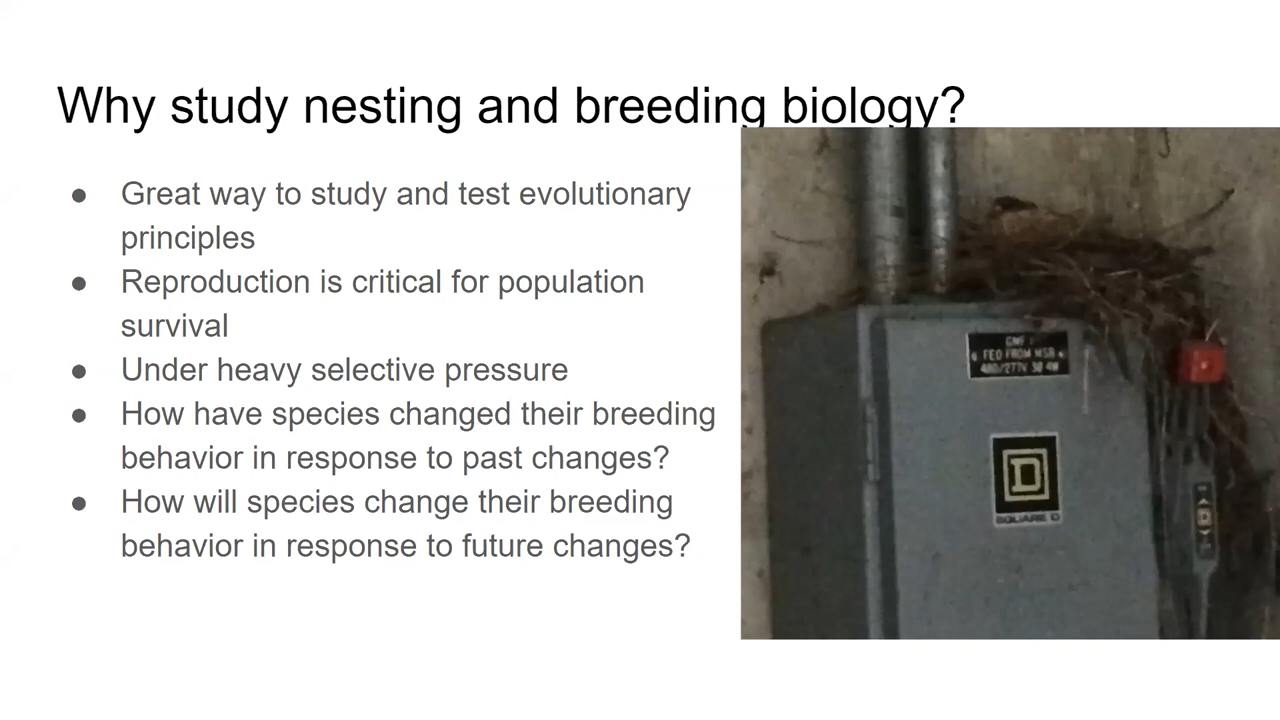 Why study nesting and breeding biology?
● Great way to study and test evolutionary
principles
● Reproduction is critical for population
survival
● Under heavy selective pressure
● How have species changed their breeding
behavior in response to past changes?
● How will species change their breeding
behavior in response to future changes?
FED FROM MSB
480/277V 3Ø 4W
D
SQUARE D
D